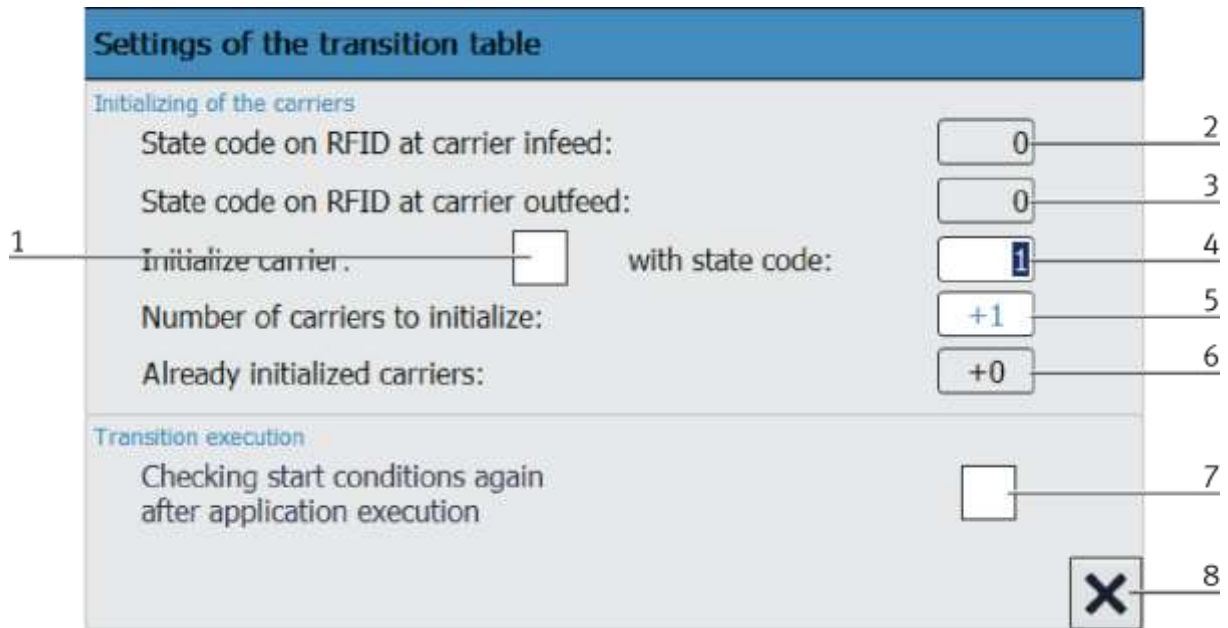 Settings of the transition table
Initializing of the carriers
State code on RFID at carrier infeed: 0 2
State code on RFID at carrier outfeed: 0 3
1 Initialize carrier: with state code: 1 4
Number of carriers to initialize: +1 5
Already initialized carriers: +0 6
Transition execution
Checking start conditions again
after application execution
7
8